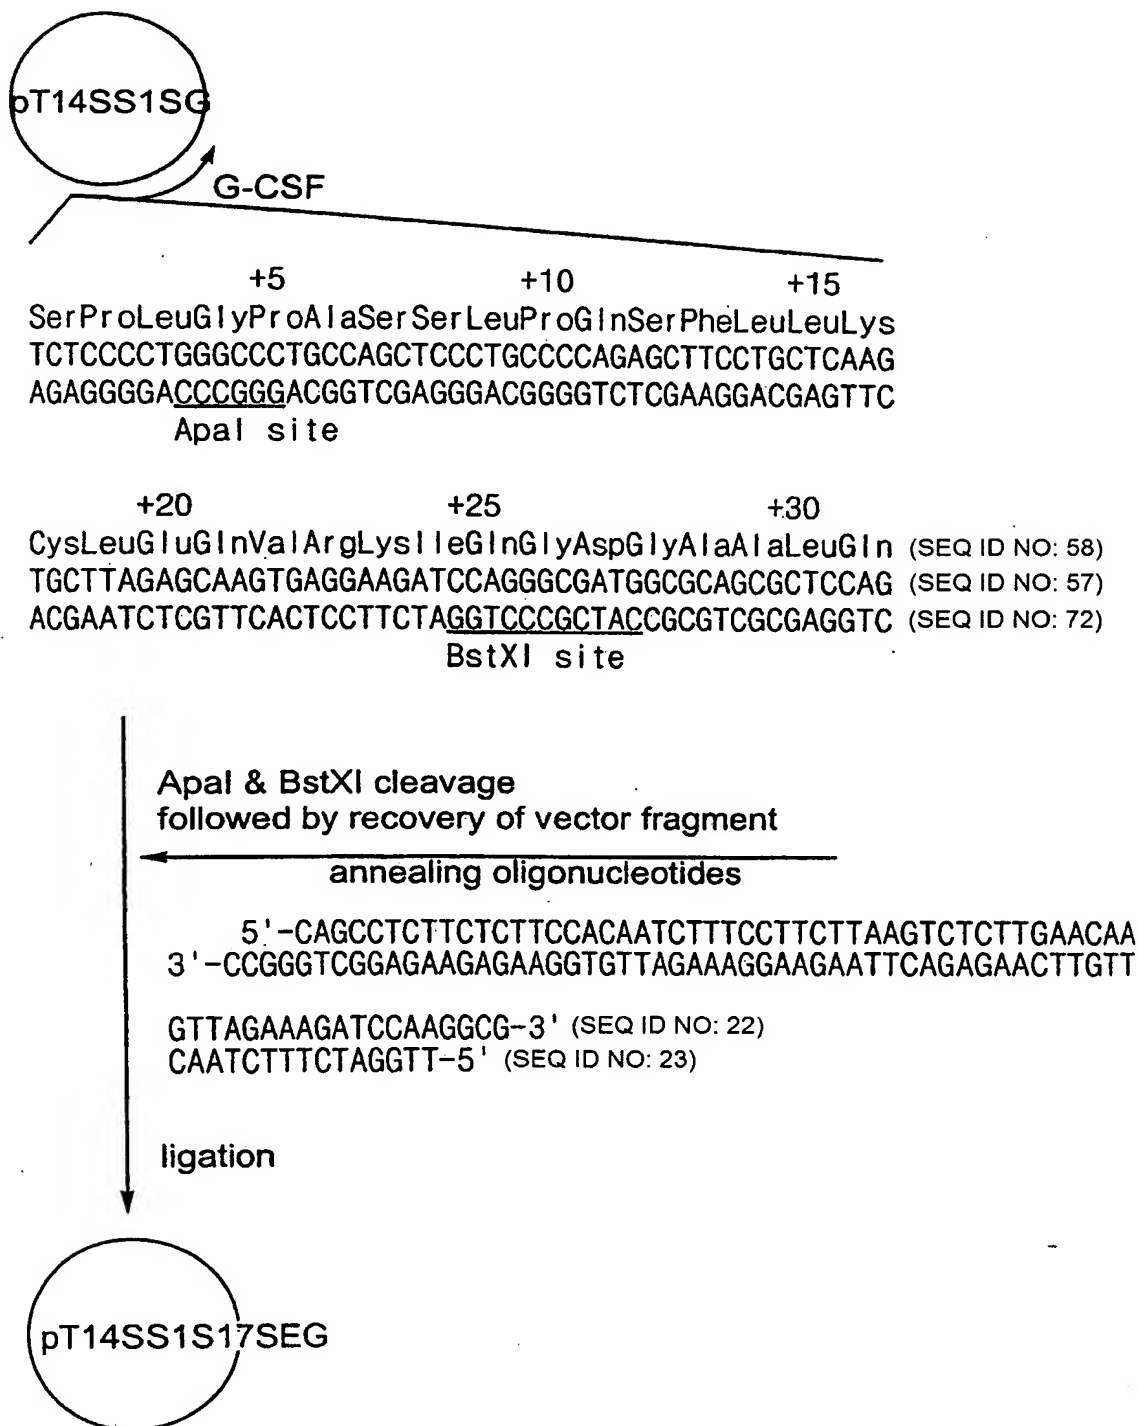 pT14SS1SG
G-CSF
+5 +10 +15
SerProLeuGlyProAlaSerSerLeuProGlnSerPheLeuLeuLys
TCTCCCCTGGGCCCTGCCAGCTCCCTGCCCCAGAGCTTCCTGCTCAAG
AGAGGGGACCCGGGACGGTCGAGGGACGGGGTCTCGAAGGACGAGTTC
ApaI site
+20 +25 +30
CysLeuGluGlnValArgLysIleGlnGlyAspGlyAlaAlaLeuGln (SEQ ID NO: 58)
TGCTTAGAGCAAGTGAGGAAGATCCAGGGCGATGGCGCAGCGCTCCAG (SEQ ID NO: 57)
ACGAATCTCGTTCACTCCTTCTAGGTCCCGCTACCGCGTCGCGAGGTC (SEQ ID NO: 72)
BstXI site
ApaI & BstXI cleavage
followed by recovery of vector fragment
annealing oligonucleotides
5'-CAGCCTCTTCTCTTCCACAATCTTTCCTTCTTAAGTCTCTTGAACAA
3'-CCGGGTCGGAGAAGAGAAGGTGTTAGAAAGGAAGAATTCAGAGAACTTGTT
GTTAGAAAGATCCAAGGCG-3' (SEQ ID NO: 22)
CAATCTTTCTAGGTT-5' (SEQ ID NO: 23)
ligation
pT14SS1S17SEG